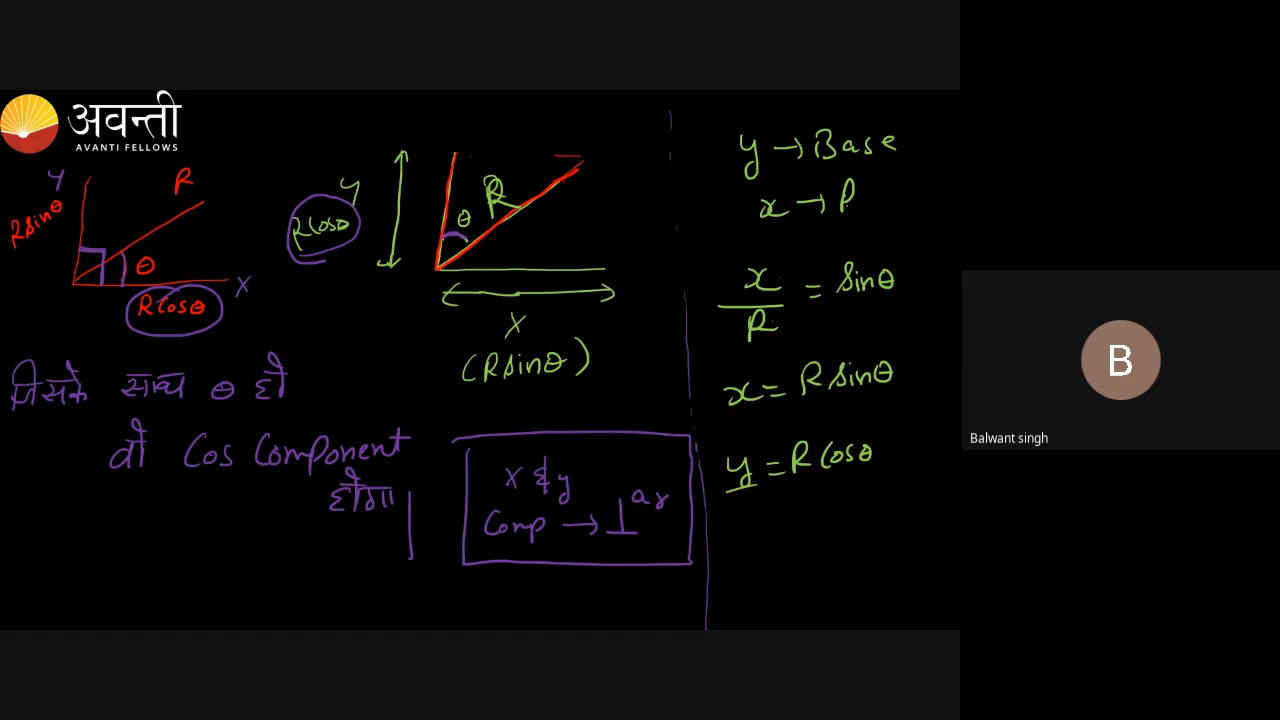 अवन्ती
AVANTI FELLOWS
Y
R
Rsinθ
θ
X
Rcosθ
y
Rcosθ
θ
R
X
(Rsinθ)
जिसके साथ θ हो
वो Cos Component
होगा।
X & y
Comp → ⊥ar
y → Base
x → P
x/R = sinθ
x = R sinθ
y = R cosθ
B
Balwant singh